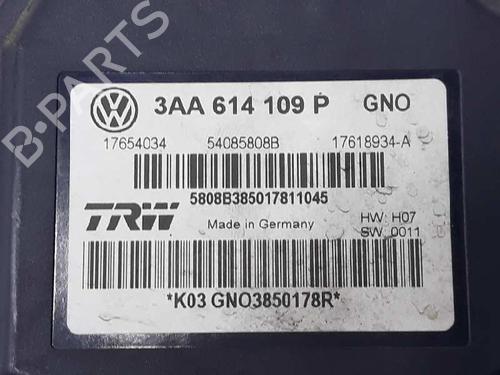 B-PARTS
VW 3AA 614 109 P GNO
17654034 54085808B 17618934-A
5808B385017811045
TRW Made in Germany HW: H07
SW: 0011
*K03 GNO3850178R*